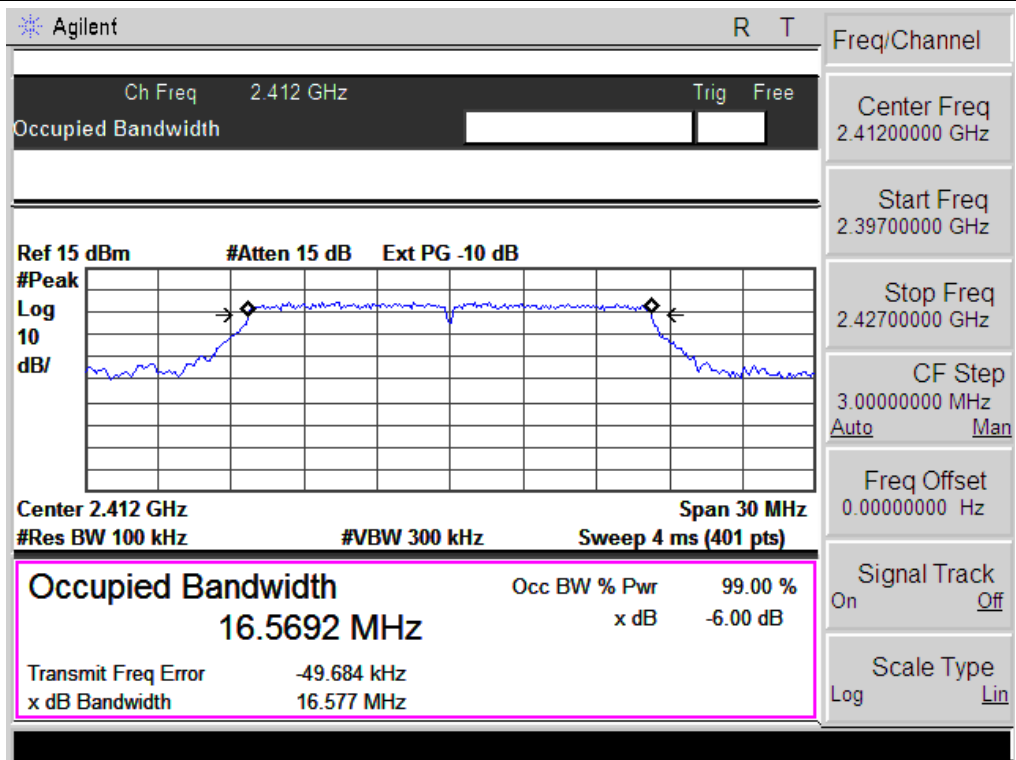 Agilent R T
Ch Freq 2.412 GHz Trig Free
Occupied Bandwidth
Ref 15 dBm #Atten 15 dB Ext PG -10 dB
#Peak
Log
10
dB/
Center 2.412 GHz Span 30 MHz
#Res BW 100 kHz #VBW 300 kHz Sweep 4 ms (401 pts)
Occupied Bandwidth Occ BW % Pwr 99.00 %
16.5692 MHz x dB -6.00 dB
Transmit Freq Error -49.684 kHz
x dB Bandwidth 16.577 MHz
Freq/Channel
Center Freq
2.41200000 GHz
Start Freq
2.39700000 GHz
Stop Freq
2.42700000 GHz
CF Step
3.00000000 MHz
Auto Man
Freq Offset
0.00000000 Hz
Signal Track
On Off
Scale Type
Log Lin